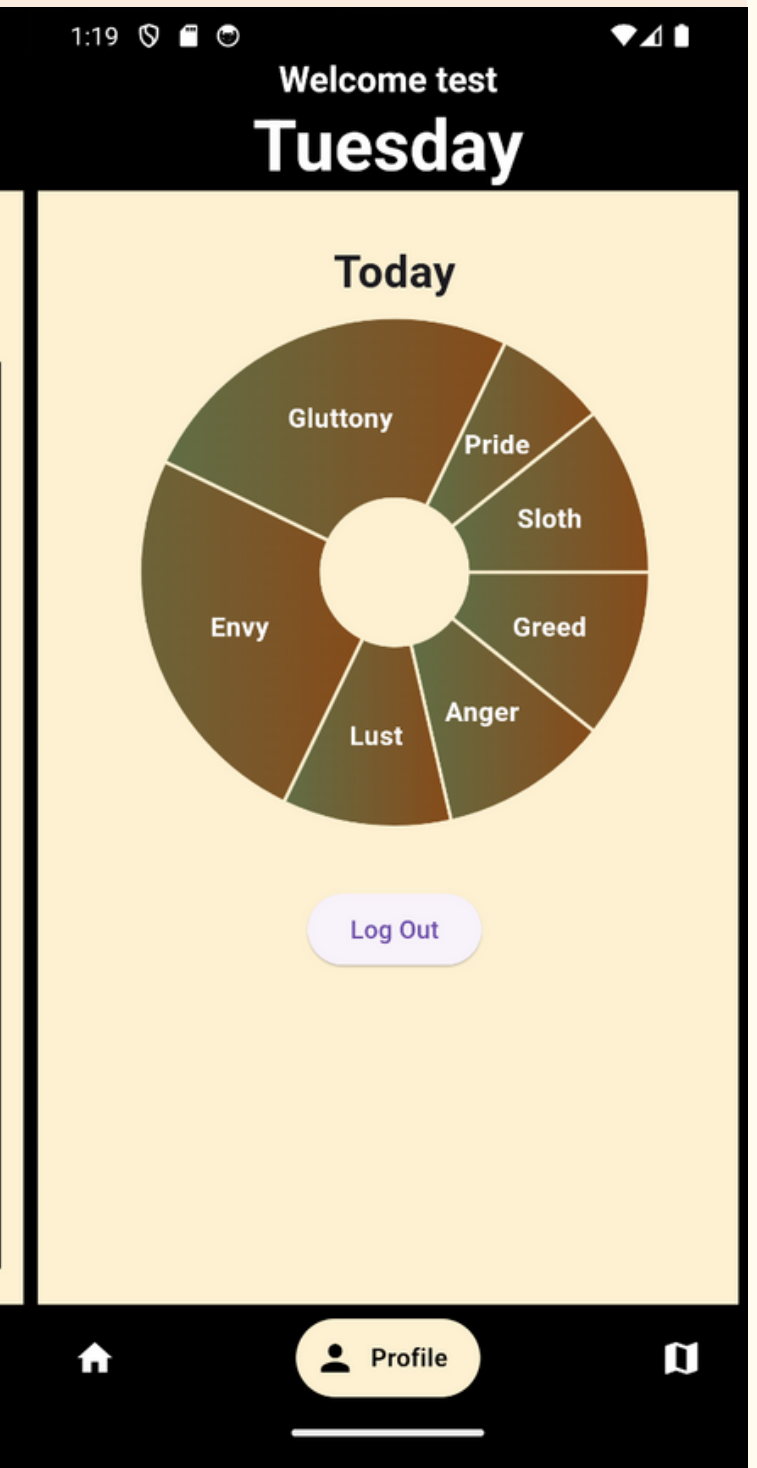 1:19
Welcome test
Tuesday
Today
Gluttony
Pride
Sloth
Envy
Greed
Anger
Lust
Log Out
Profile